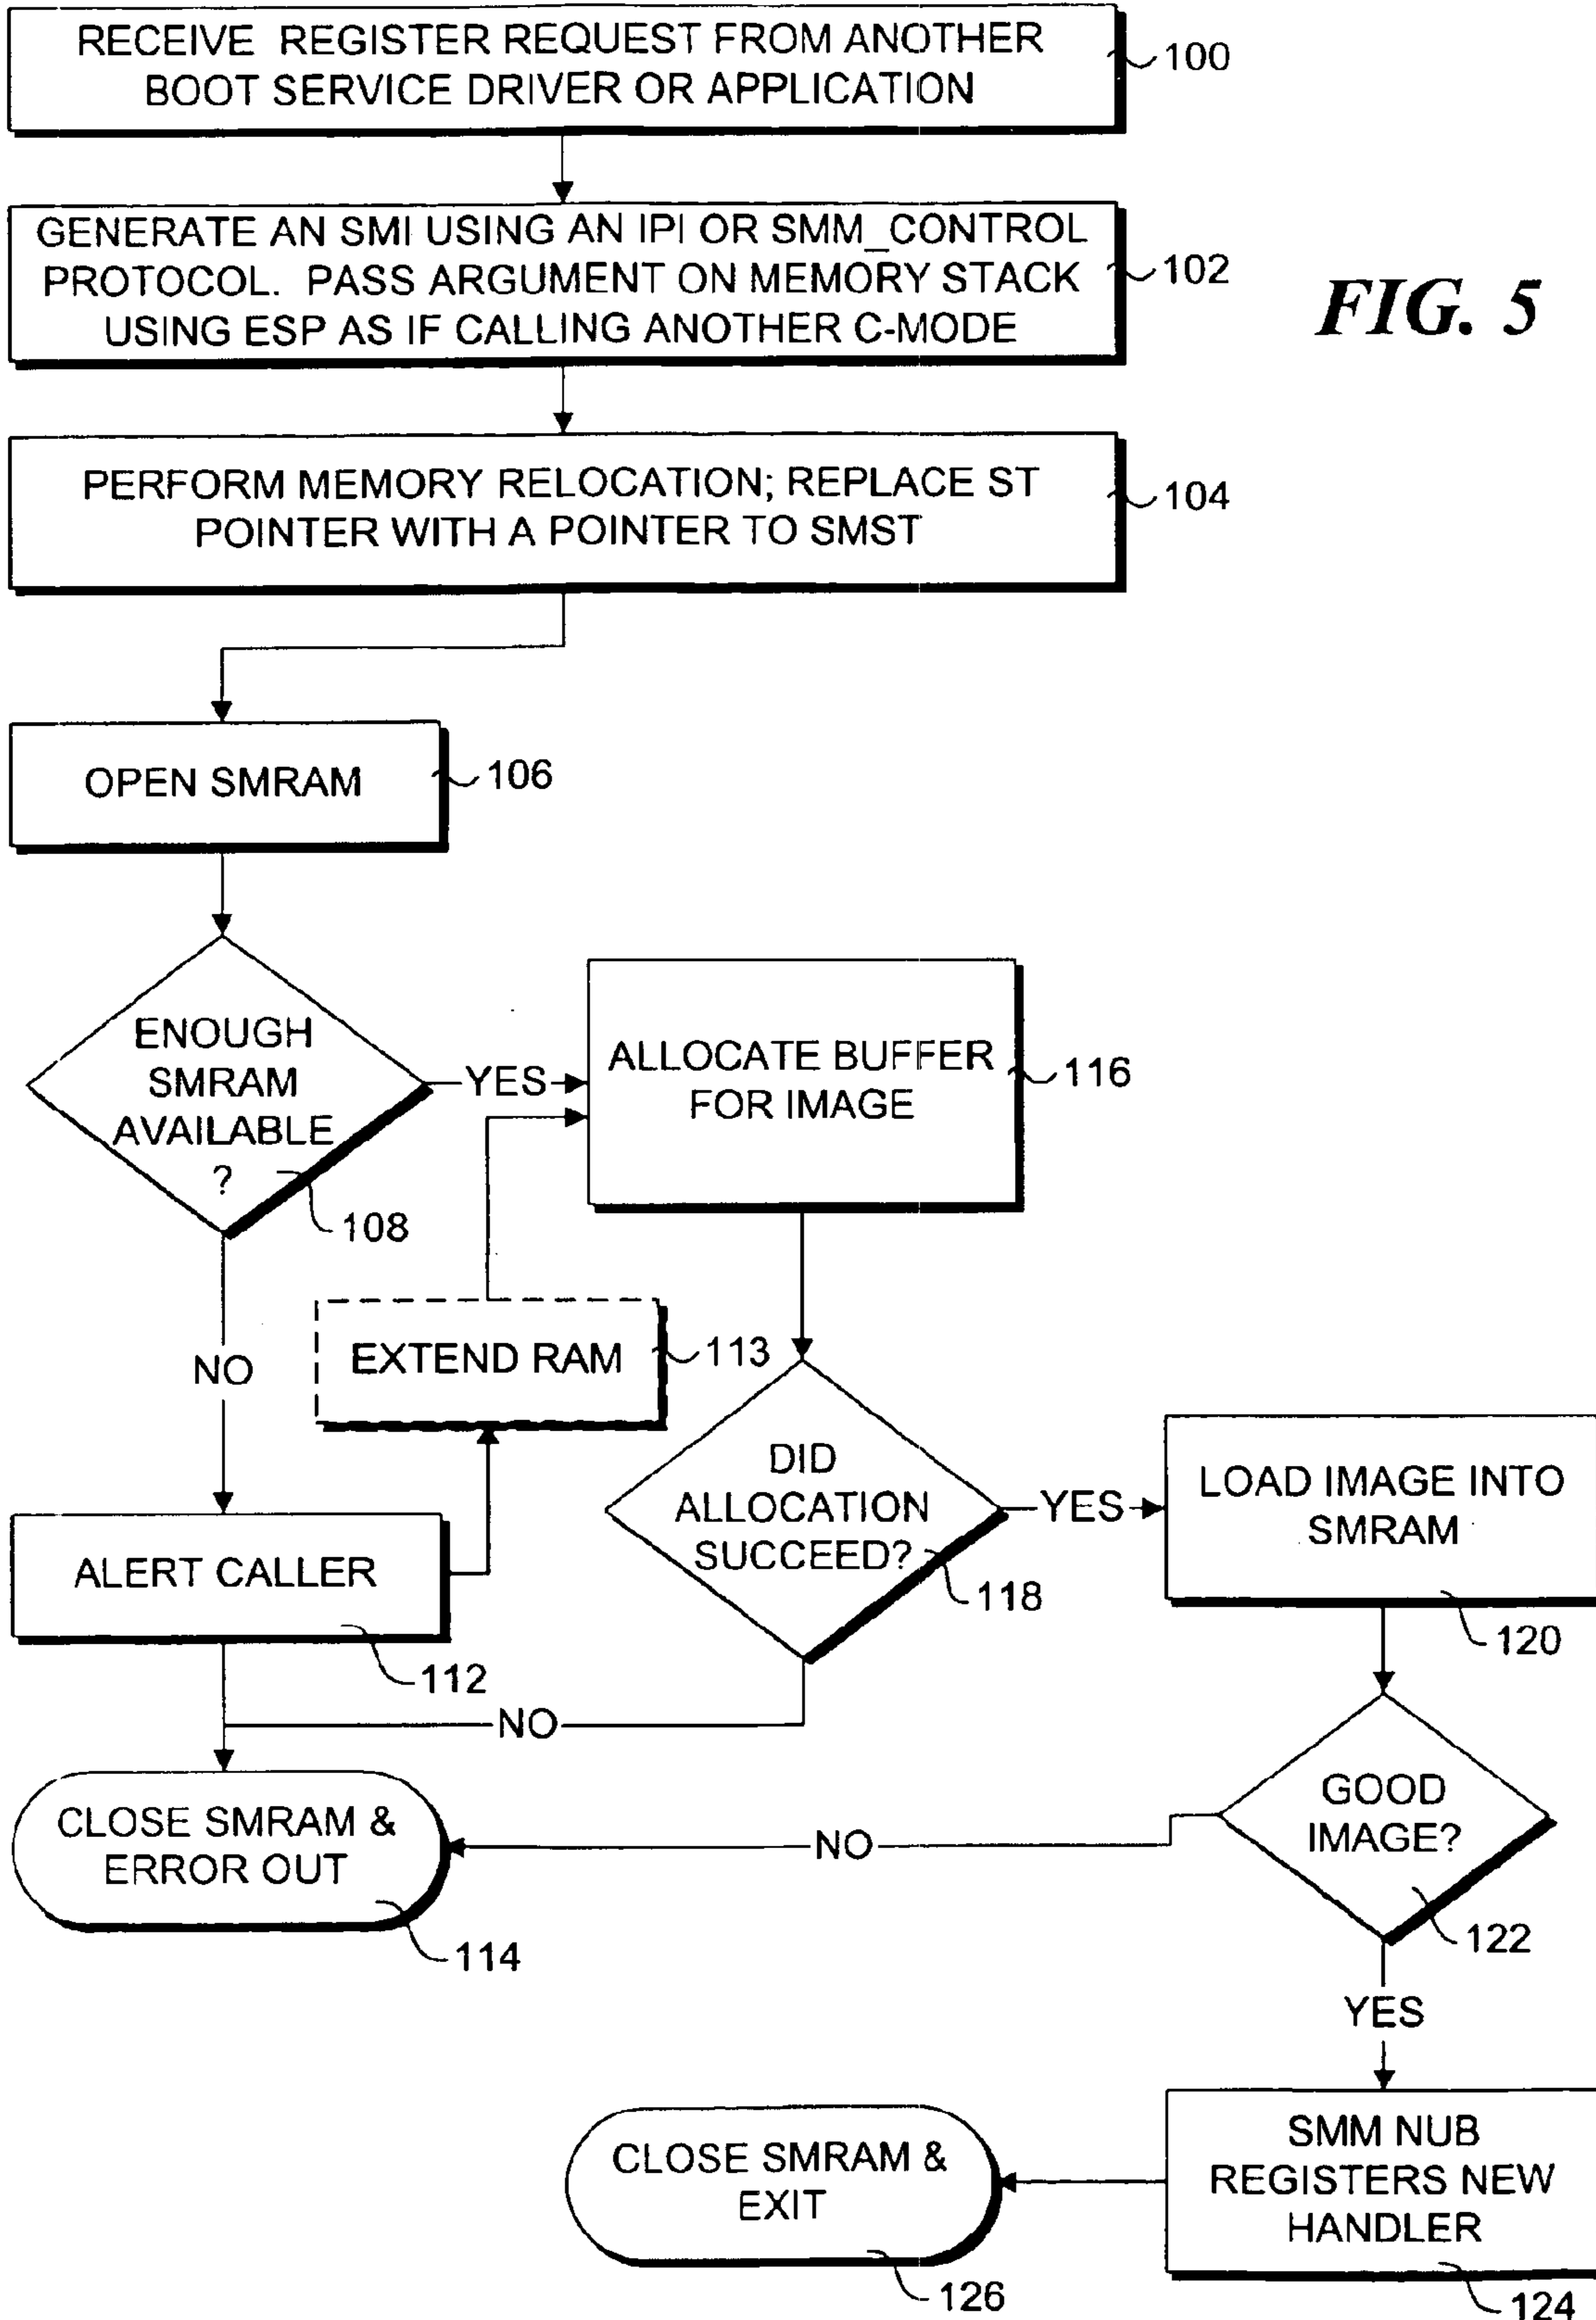 RECEIVE REGISTER REQUEST FROM ANOTHER
BOOT SERVICE DRIVER OR APPLICATION
100
GENERATE AN SMI USING AN IPI OR SMM_CONTROL
PROTOCOL. PASS ARGUMENT ON MEMORY STACK
USING ESP AS IF CALLING ANOTHER C-MODE
102
FIG. 5
PERFORM MEMORY RELOCATION; REPLACE ST
POINTER WITH A POINTER TO SMST
104
OPEN SMRAM
106
ENOUGH
SMRAM
AVAILABLE
?
108
YES
ALLOCATE BUFFER
FOR IMAGE
116
NO
EXTEND RAM
113
DID
ALLOCATION
SUCCEED?
118
YES
LOAD IMAGE INTO
SMRAM
120
ALERT CALLER
112
NO
CLOSE SMRAM &
ERROR OUT
114
NO
GOOD
IMAGE?
122
YES
SMM NUB
REGISTERS NEW
HANDLER
124
CLOSE SMRAM &
EXIT
126